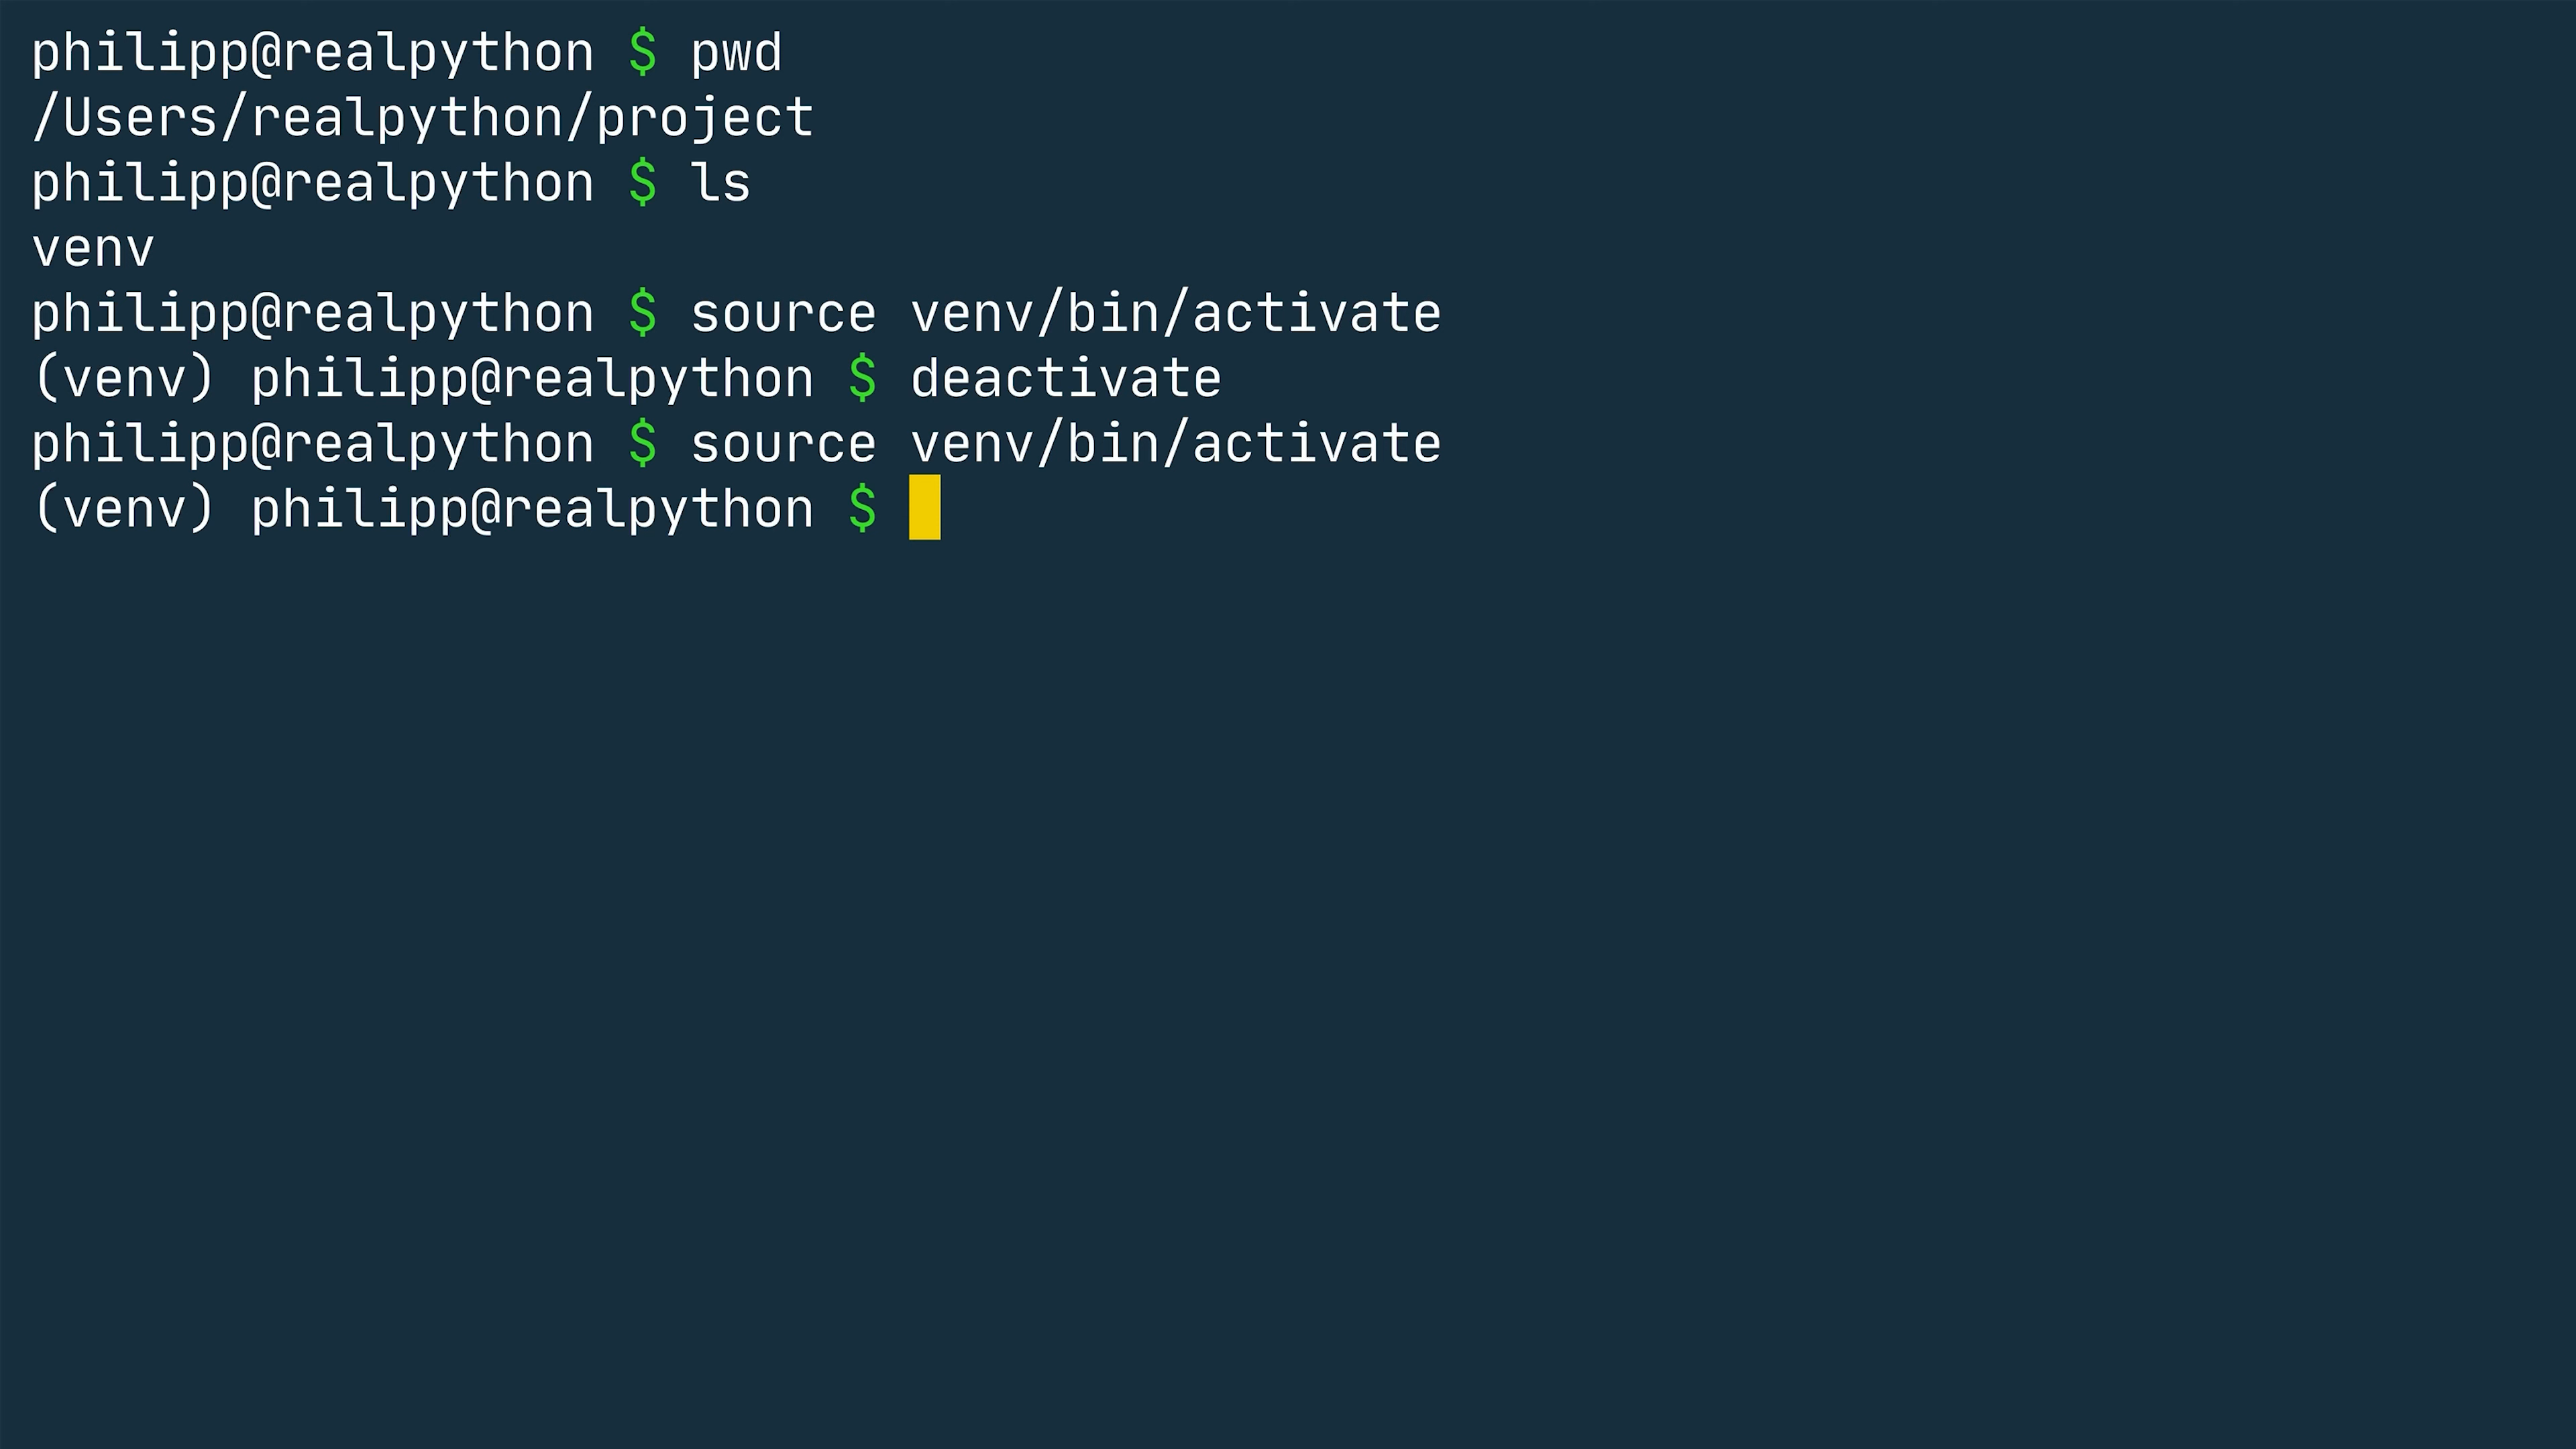 philipp@realpython $ pwd
/Users/realpython/project
philipp@realpython $ ls
venv
philipp@realpython $ source venv/bin/activate
(venv) philipp@realpython $ deactivate
philipp@realpython $ source venv/bin/activate
(venv) philipp@realpython $